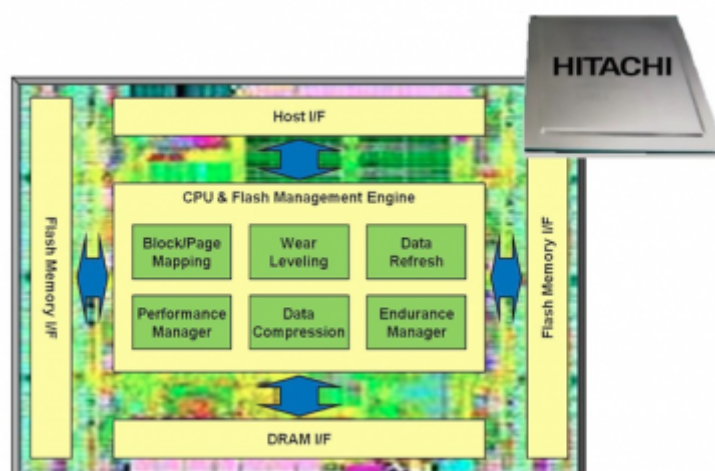 HITACHI
Host I/F
CPU & Flash Management Engine
Block/Page
Mapping
Wear
Leveling
Data
Refresh
Performance
Manager
Data
Compression
Endurance
Manager
Flash Memory I/F
Flash Memory I/F
DRAM I/F